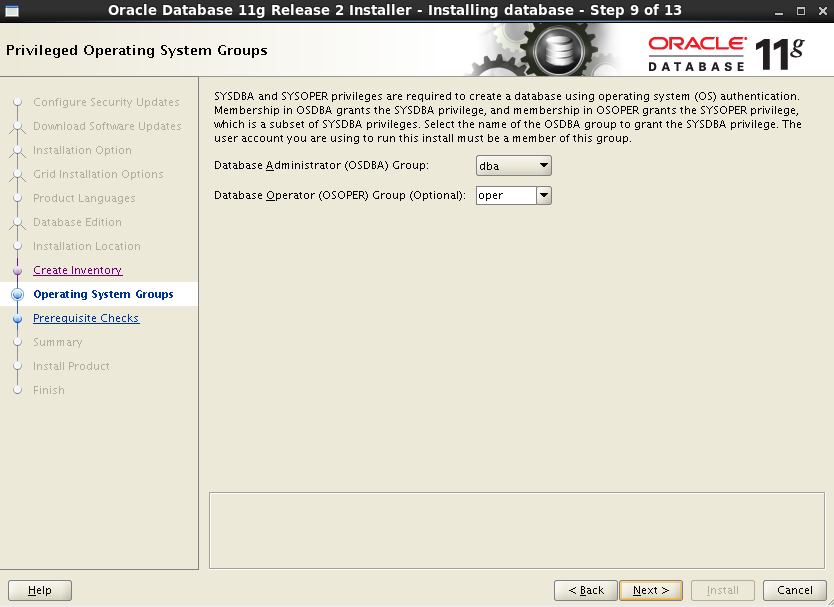 Oracle Database 11g Release 2 Installer - Installing database - Step 9 of 13
Privileged Operating System Groups
ORACLE®
DATABASE 11g
Configure Security Updates
Download Software Updates
Installation Option
Grid Installation Options
Product Languages
Database Edition
Installation Location
Create Inventory
Operating System Groups
Prerequisite Checks
Summary
Install Product
Finish
SYSDBA and SYSOPER privileges are required to create a database using operating system (OS) authentication.
Membership in OSDBA grants the SYSDBA privilege, and membership in OSOPER grants the SYSOPER privilege,
which is a subset of SYSDBA privileges. Select the name of the OSDBA group to grant the SYSDBA privilege. The
user account you are using to run this install must be a member of this group.
Database Administrator (OSDBA) Group: dba
Database Operator (OSOPER) Group (Optional): oper
Help
< Back
Next >
Install
Cancel